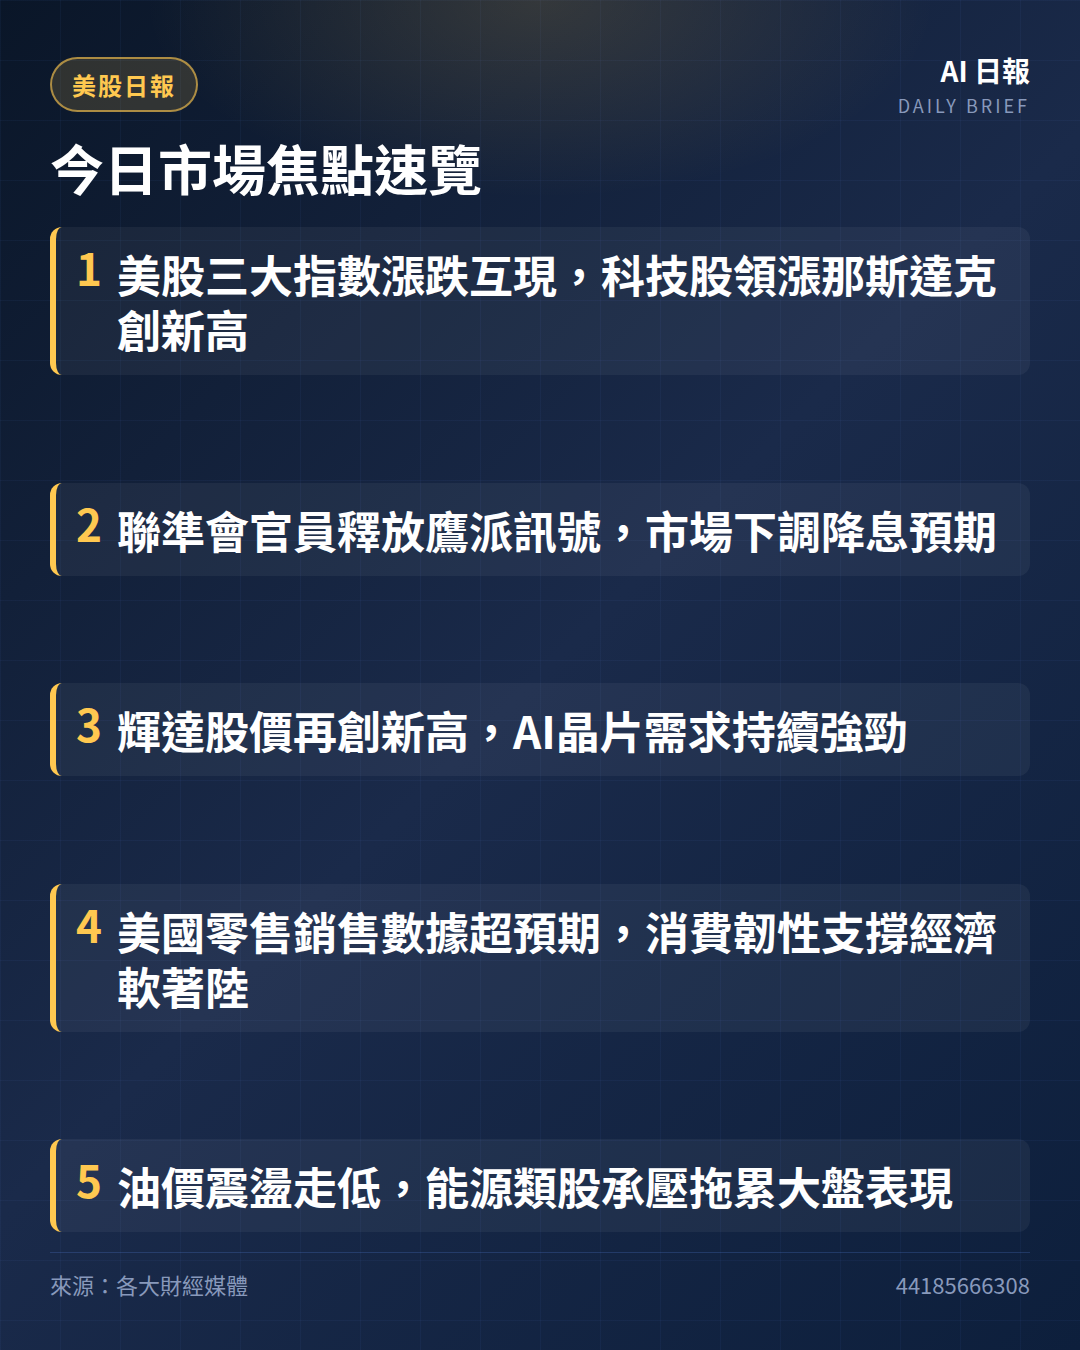 美股日報
AI 日報
DAILY BRIEF
今日市場焦點速覽
1 美股三大指數漲跌互現，科技股領漲那斯達克
創新高
2 聯準會官員釋放鷹派訊號，市場下調降息預期
3 輝達股價再創新高，AI晶片需求持續強勁
4 美國零售銷售數據超預期，消費韌性支撐經濟
軟著陸
5 油價震盪走低，能源類股承壓拖累大盤表現
來源：各大財經媒體
44185666308